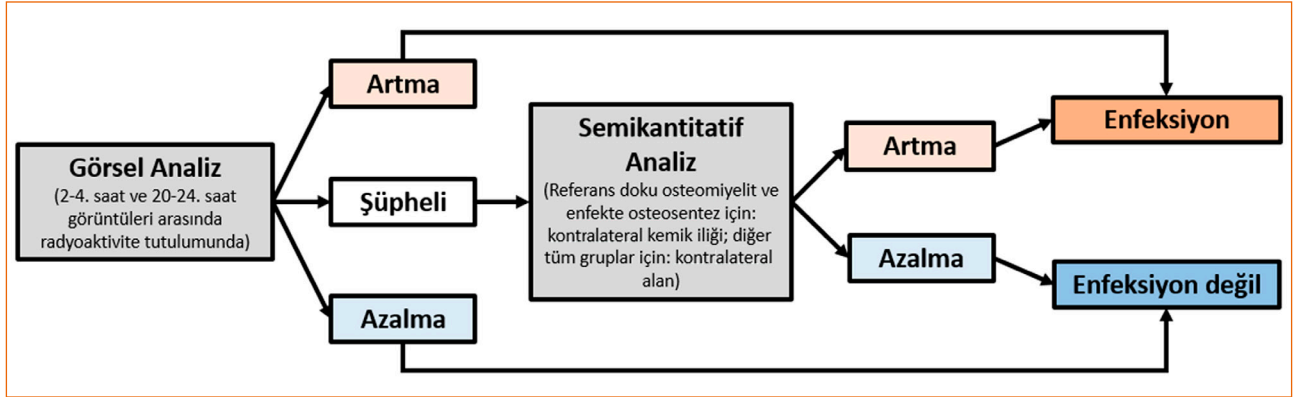 Görsel Analiz
(2-4. saat ve 20-24. saat
görüntüleri arasında
radyoaktivite tutulumunda)
Artma
Şüpheli
Azalma
Semikantitatif
Analiz
(Referans doku osteomiyelit ve
enfekte osteosentez için:
kontralateral kemik iliği; diğer
tüm gruplar için: kontralateral
alan)
Artma
Azalma
Enfeksiyon
Enfeksiyon değil